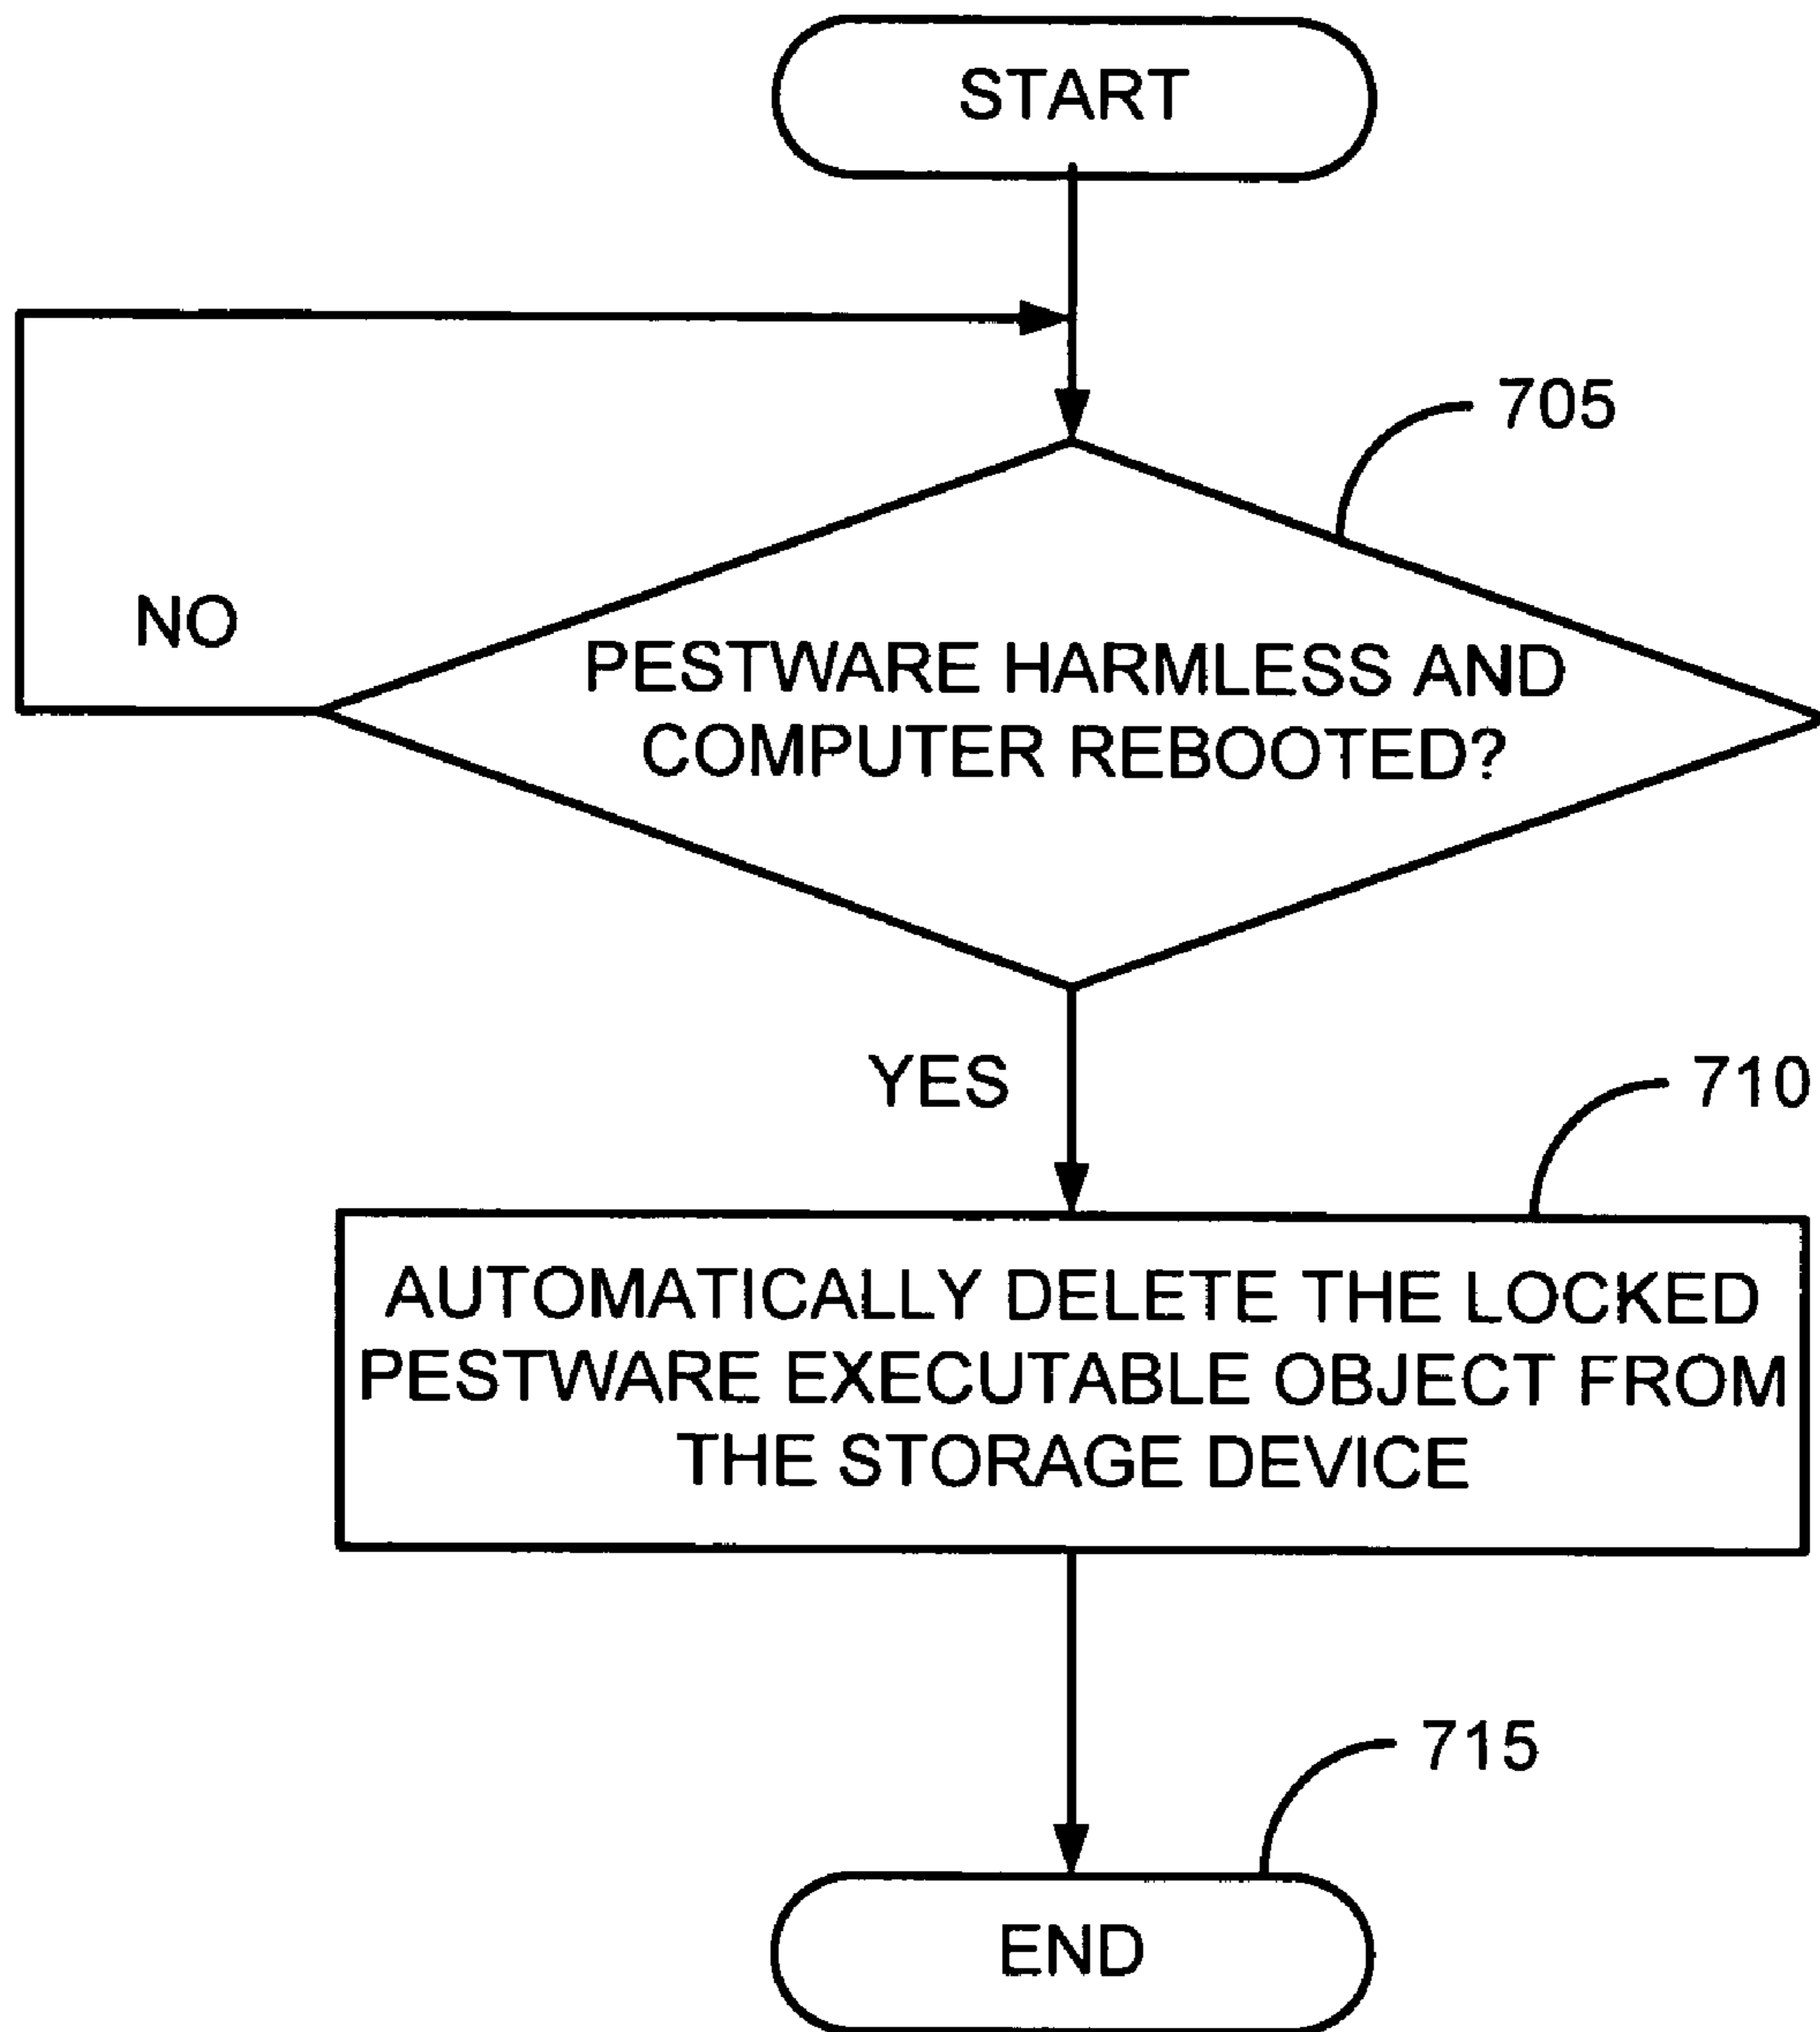 START
705
NO
PESTWARE HARMLESS AND
COMPUTER REBOOTED?
YES
710
AUTOMATICALLY DELETE THE LOCKED
PESTWARE EXECUTABLE OBJECT FROM
THE STORAGE DEVICE
715
END